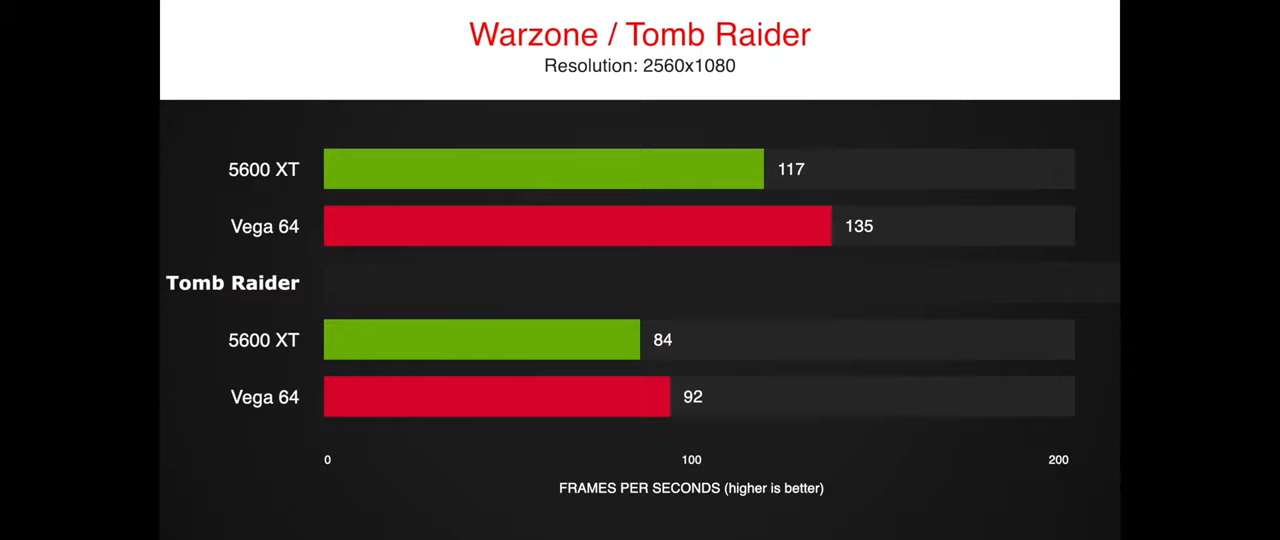 Warzone / Tomb Raider
Resolution: 2560x1080
5600 XT 117
Vega 64 135
Tomb Raider
5600 XT 84
Vega 64 92
0 100 200
FRAMES PER SECONDS (higher is better)